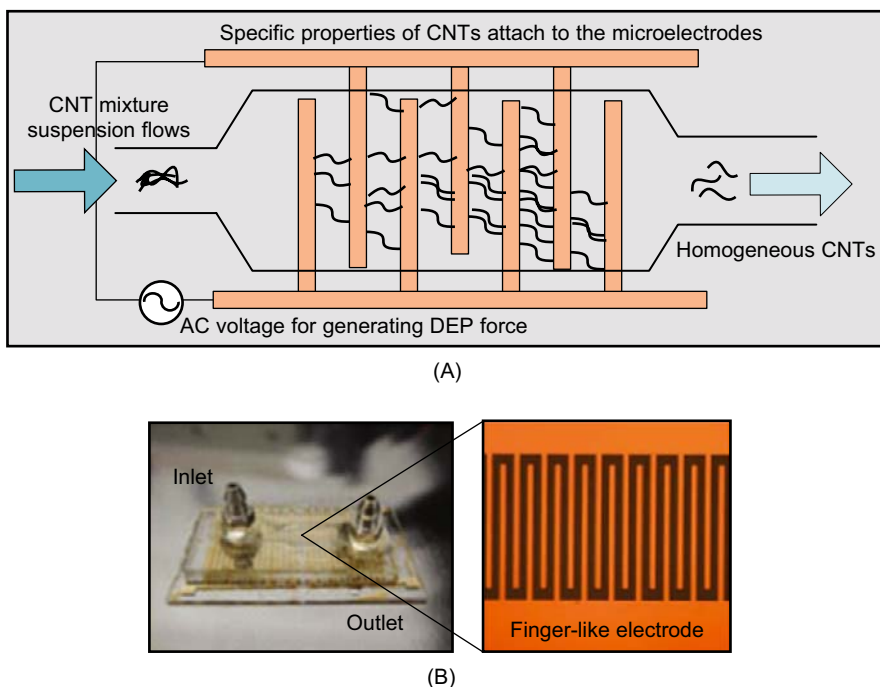 Specific properties of CNTs attach to the microelectrodes
CNT mixture
suspension flows
Homogeneous CNTs
AC voltage for generating DEP force
(A)
Inlet
Outlet
Finger-like electrode
(B)